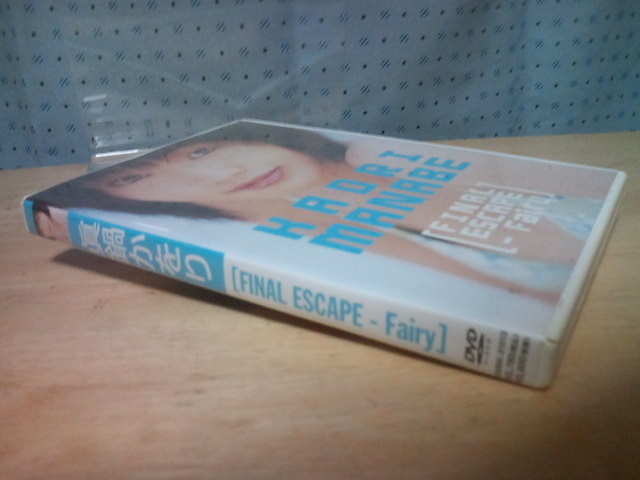 KAORI
MANABE
[FINAL
ESCAPE
- Fairy]
眞鍋かをり
[FINAL ESCAPE - Fairy]
DVD